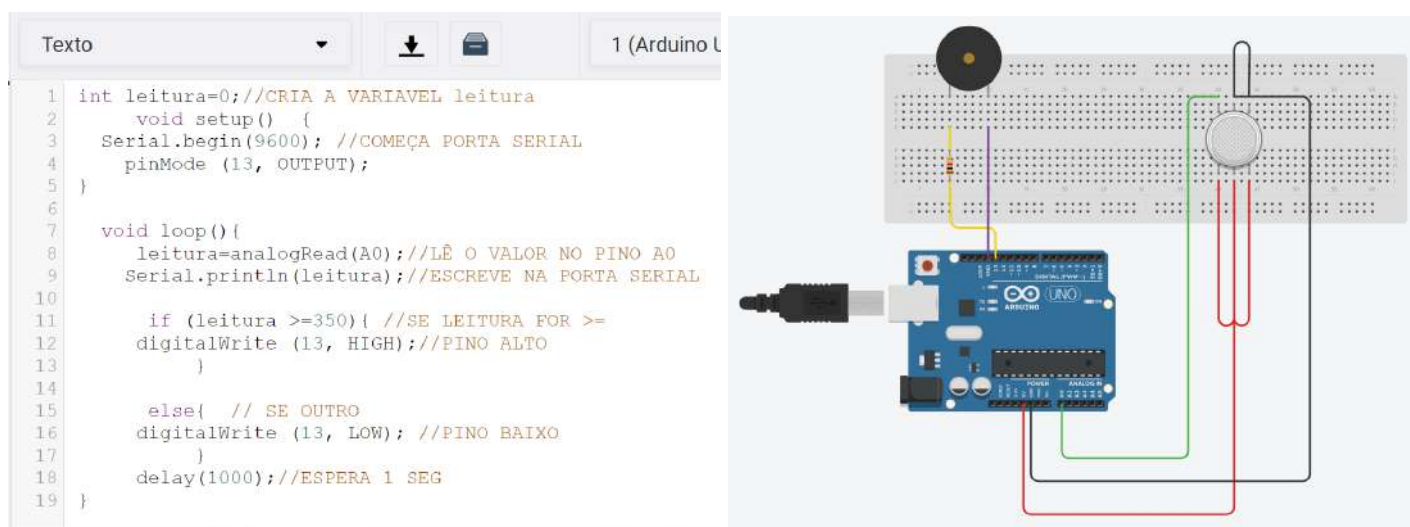 Texto
1 (Arduino U
1 int leitura=0;//CRIA A VARIAVEL leitura
2 void setup() {
3 Serial.begin(9600); //COMEÇA PORTA SERIAL
4 pinMode (13, OUTPUT);
5 }
6
7 void loop(){
8 leitura=analogRead(A0);//LÊ O VALOR NO PINO A0
9 Serial.println(leitura);//ESCREVE NA PORTA SERIAL
10
11 if (leitura >=350){ //SE LEITURA FOR >=
12 digitalWrite (13, HIGH);//PINO ALTO
13 }
14
15 else{ // SE OUTRO
16 digitalWrite (13, LOW); //PINO BAIXO
17 }
18 delay(1000);//ESPERA 1 SEG
19 }
UNO
ARDUINO
POWER
ANALOG IN